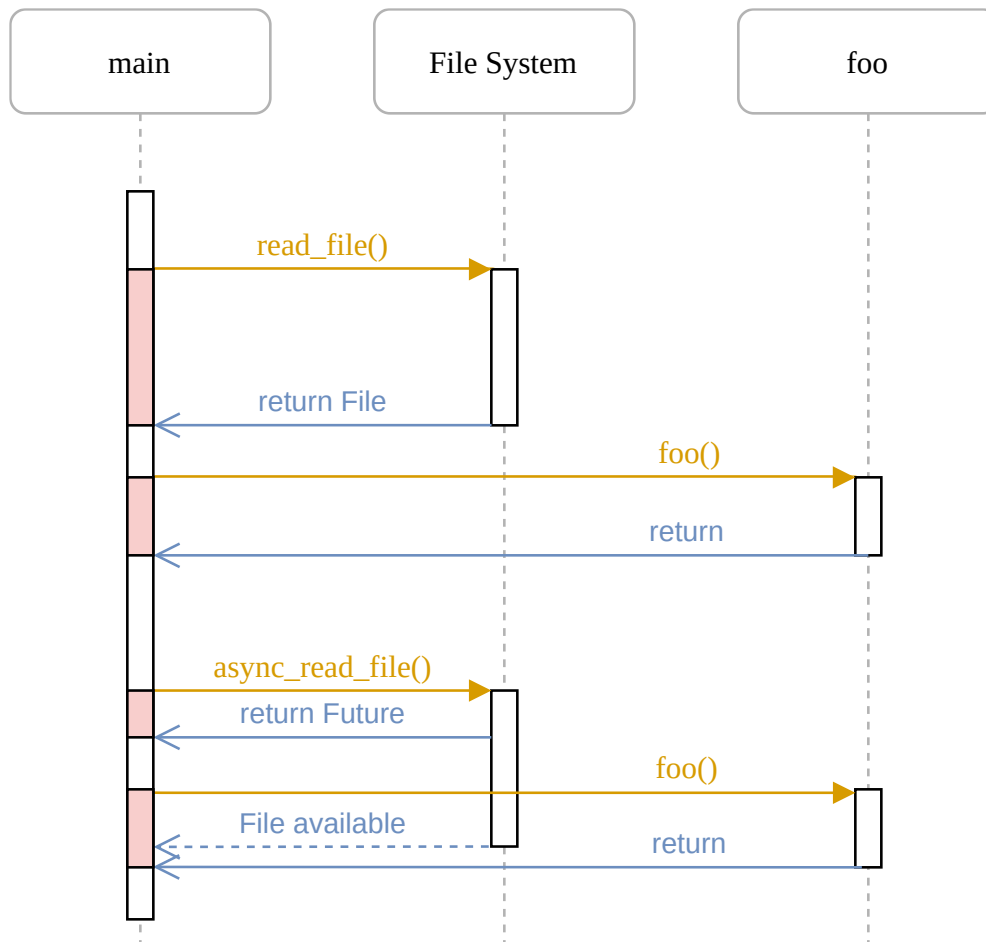 main
File System
foo
read_file()
return File
foo()
return
async_read_file()
return Future
foo()
File available
return